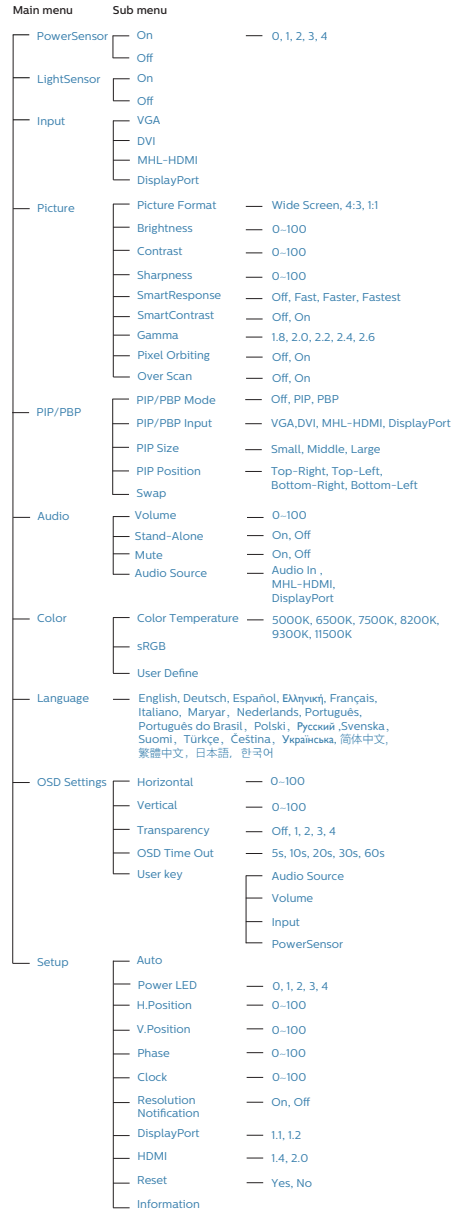 Main menu Sub menu
PowerSensor On 0, 1, 2, 3, 4
Off
LightSensor On
Off
Input VGA
DVI
MHL-HDMI
DisplayPort
Picture Picture Format Wide Screen, 4:3, 1:1
Brightness 0-100
Contrast 0-100
Sharpness 0-100
SmartResponse Off, Fast, Faster, Fastest
SmartContrast Off, On
Gamma 1.8, 2.0, 2.2, 2.4, 2.6
Pixel Orbiting Off, On
Over Scan Off, On
PIP/PBP PIP/PBP Mode Off, PIP, PBP
PIP/PBP Input VGA,DVI, MHL-HDMI, DisplayPort
PIP Size Small, Middle, Large
PIP Position Top-Right, Top-Left,
Bottom-Right, Bottom-Left
Swap
Audio Volume 0-100
Stand-Alone On, Off
Mute On, Off
Audio Source Audio In ,
MHL-HDMI,
DisplayPort
Color Color Temperature 5000K, 6500K, 7500K, 8200K,
9300K, 11500K
sRGB
User Define
Language English, Deutsch, Español, Ελληνική, Français,
Italiano, Maryar, Nederlands, Português,
Português do Brasil, Polski, Русский ,Svenska,
Suomi, Türkçe, Čeština, Українська, 简体中文,
繁體中文, 日本語, 한국어
OSD Settings Horizontal 0-100
Vertical 0-100
Transparency Off, 1, 2, 3, 4
OSD Time Out 5s, 10s, 20s, 30s, 60s
User key Audio Source
Volume
Input
PowerSensor
Setup Auto
Power LED 0, 1, 2, 3, 4
H.Position 0-100
V.Position 0-100
Phase 0-100
Clock 0-100
Resolution
Notification On, Off
DisplayPort 1.1, 1.2
HDMI 1.4, 2.0
Reset Yes, No
Information